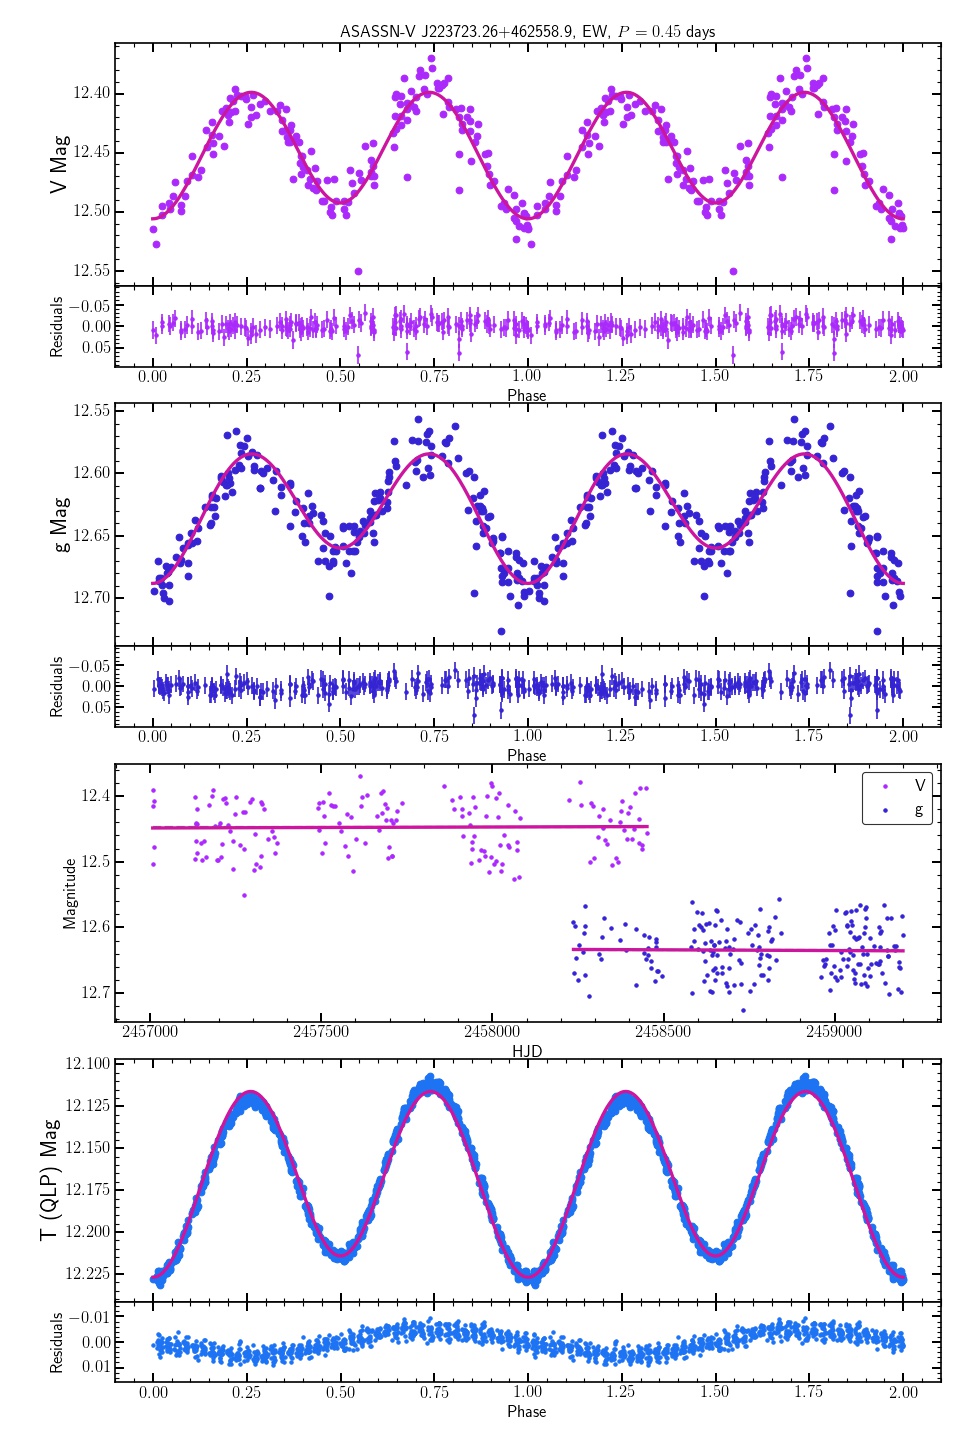 ASASSN-V J223723.26+462558.9, EW, P = 0.45 days
V Mag
12.40
12.45
12.50
12.55
Residuals
−0.05
0.00
0.05
0.00 0.25 0.50 0.75 1.00 1.25 1.50 1.75 2.00
Phase
g Mag
12.55
12.60
12.65
12.70
Residuals
−0.05
0.00
0.05
0.00 0.25 0.50 0.75 1.00 1.25 1.50 1.75 2.00
Phase
Magnitude
12.4
12.5
12.6
12.7
V
g
2457000 2457500 2458000 2458500 2459000
HJD
T (QLP) Mag
12.100
12.125
12.150
12.175
12.200
12.225
Residuals
−0.01
0.00
0.01
0.00 0.25 0.50 0.75 1.00 1.25 1.50 1.75 2.00
Phase